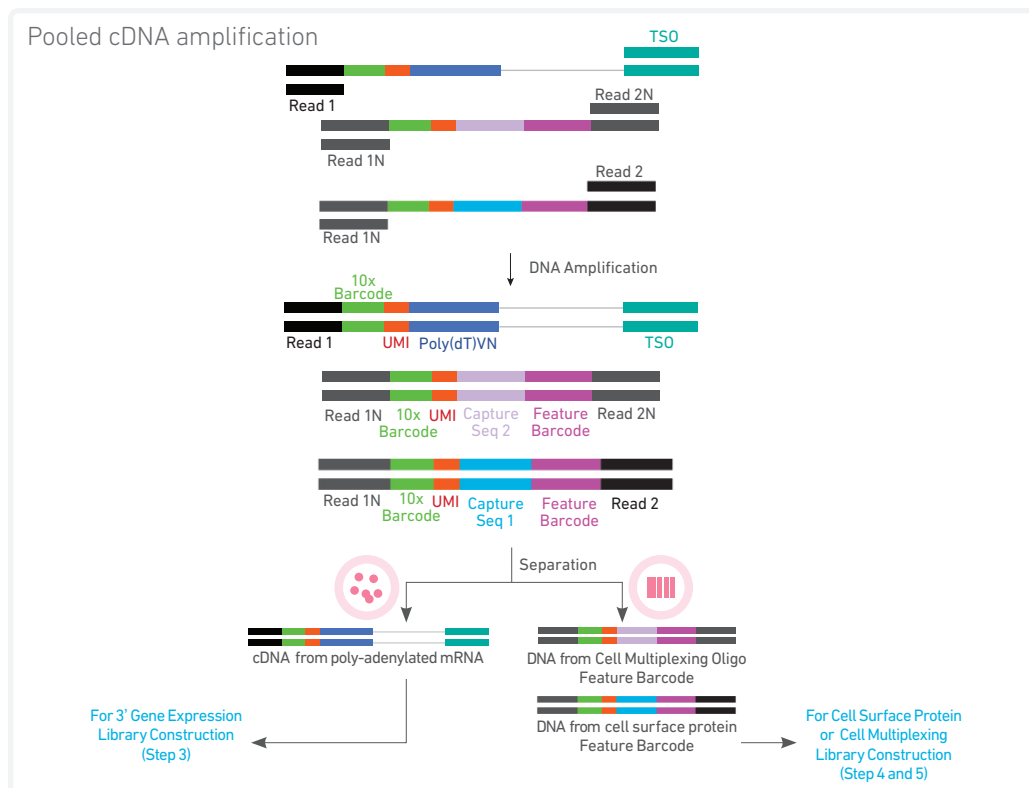 Pooled cDNA amplification
TSO
Read 1
Read 2N
Read 1N
Read 2
Read 1N
DNA Amplification
10x
Barcode
Read 1
UMI
Poly(dT)VN
TSO
Read 1N
10x
Barcode
UMI
Capture
Seq 2
Feature
Barcode
Read 2N
Read 1N
10x
Barcode
UMI
Capture
Seq 1
Feature
Barcode
Read 2
Separation
cDNA from poly-adenylated mRNA
DNA from Cell Multiplexing Oligo
Feature Barcode
DNA from cell surface protein
Feature Barcode
For 3’ Gene Expression
Library Construction
(Step 3)
For Cell Surface Protein
or Cell Multiplexing
Library Construction
(Step 4 and 5)